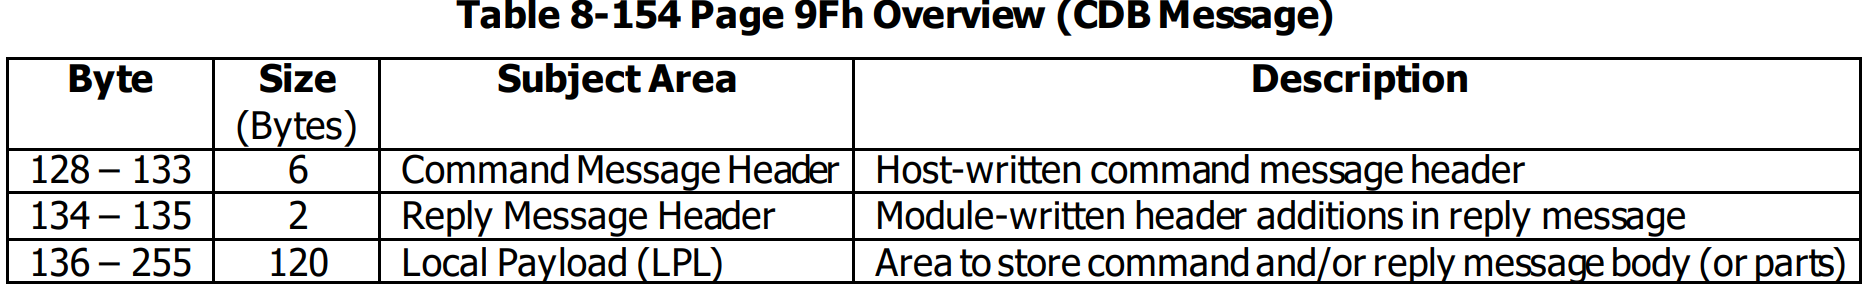 Table 8-154 Page 9Fh Overview (CDB Message)
Byte Size Subject Area Description
(Bytes)
128 – 133 6 Command Message Header Host-written command message header
134 – 135 2 Reply Message Header Module-written header additions in reply message
136 – 255 120 Local Payload (LPL) Area to store command and/or reply message body (or parts)